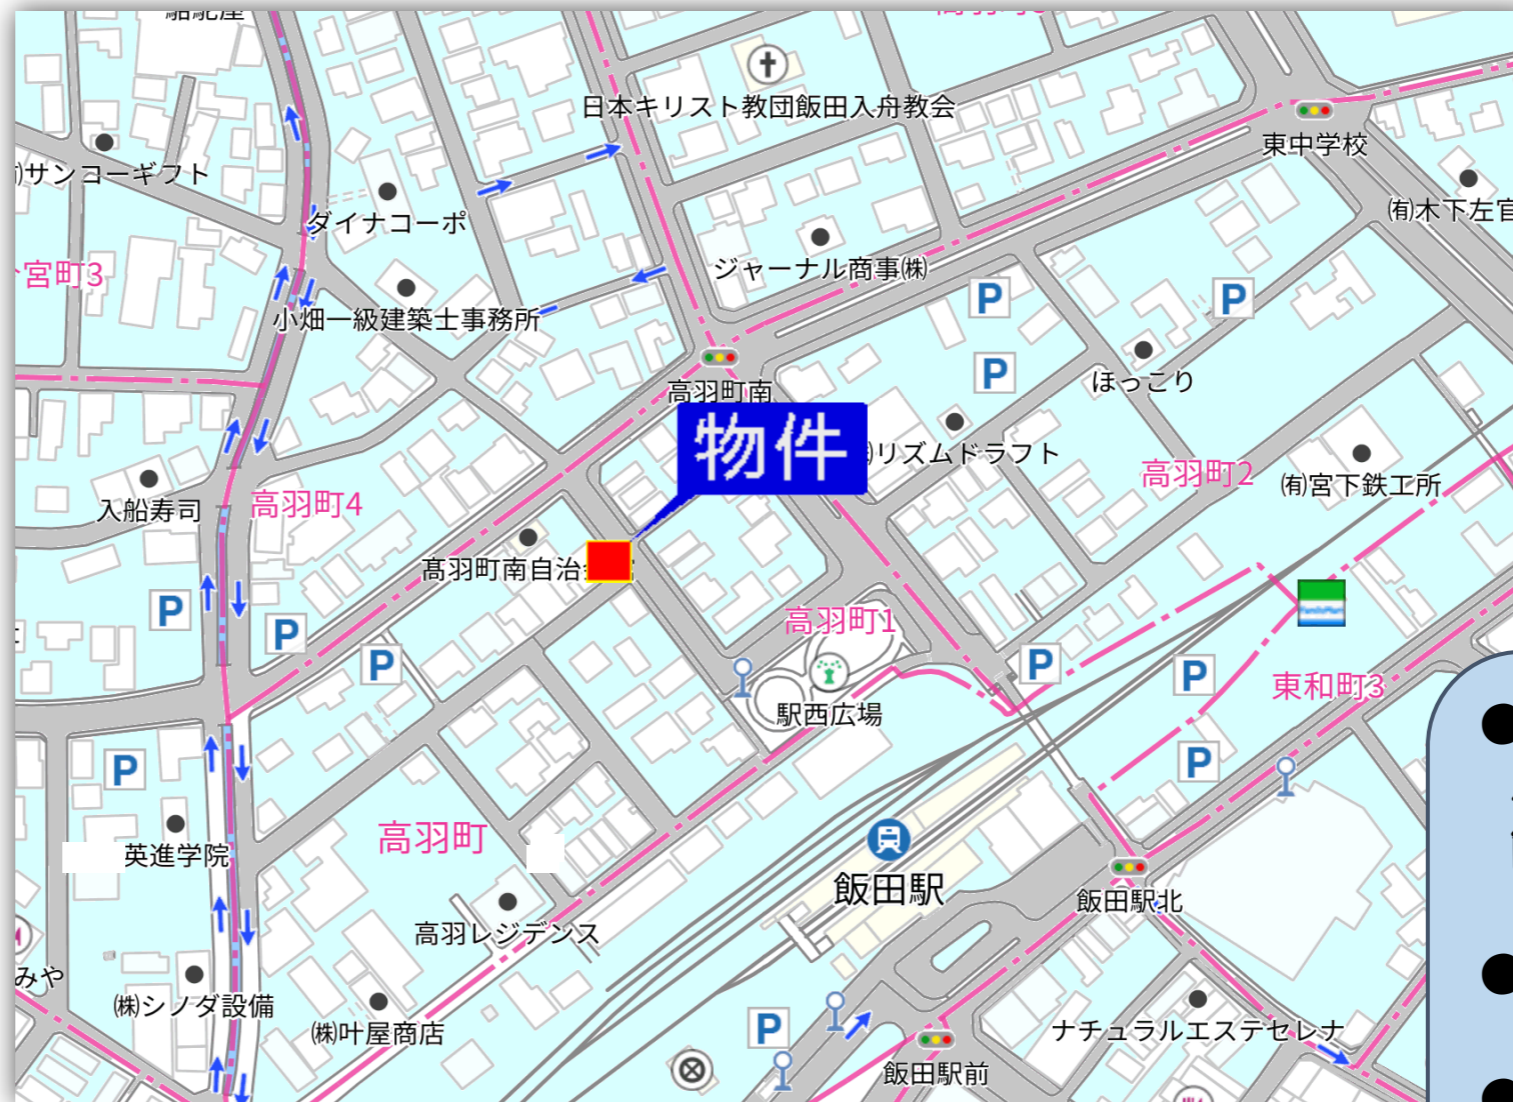 日本キリスト教団飯田入舟教会
東中学校
㈲サンコーギフト
ダイナコーポ
㈲木下左官
宮町3
ジャーナル商事㈱
小畑一級建築士事務所
P
P
高羽町南
P
ほっこり
物件
リズムドラフト
高羽町2
㈲宮下鉄工所
入船寿司
高羽町4
髙羽町南自治会
FamilyMart
高羽町1
P
P
P
P
P
東和町3
駅西広場
P
P
英進学院
高羽町
飯田駅
飯田駅北
高羽レジデンス
みや
㈱シノダ設備
㈱叶屋商店
P
ナチュラルエステセレナ
飯田駅前